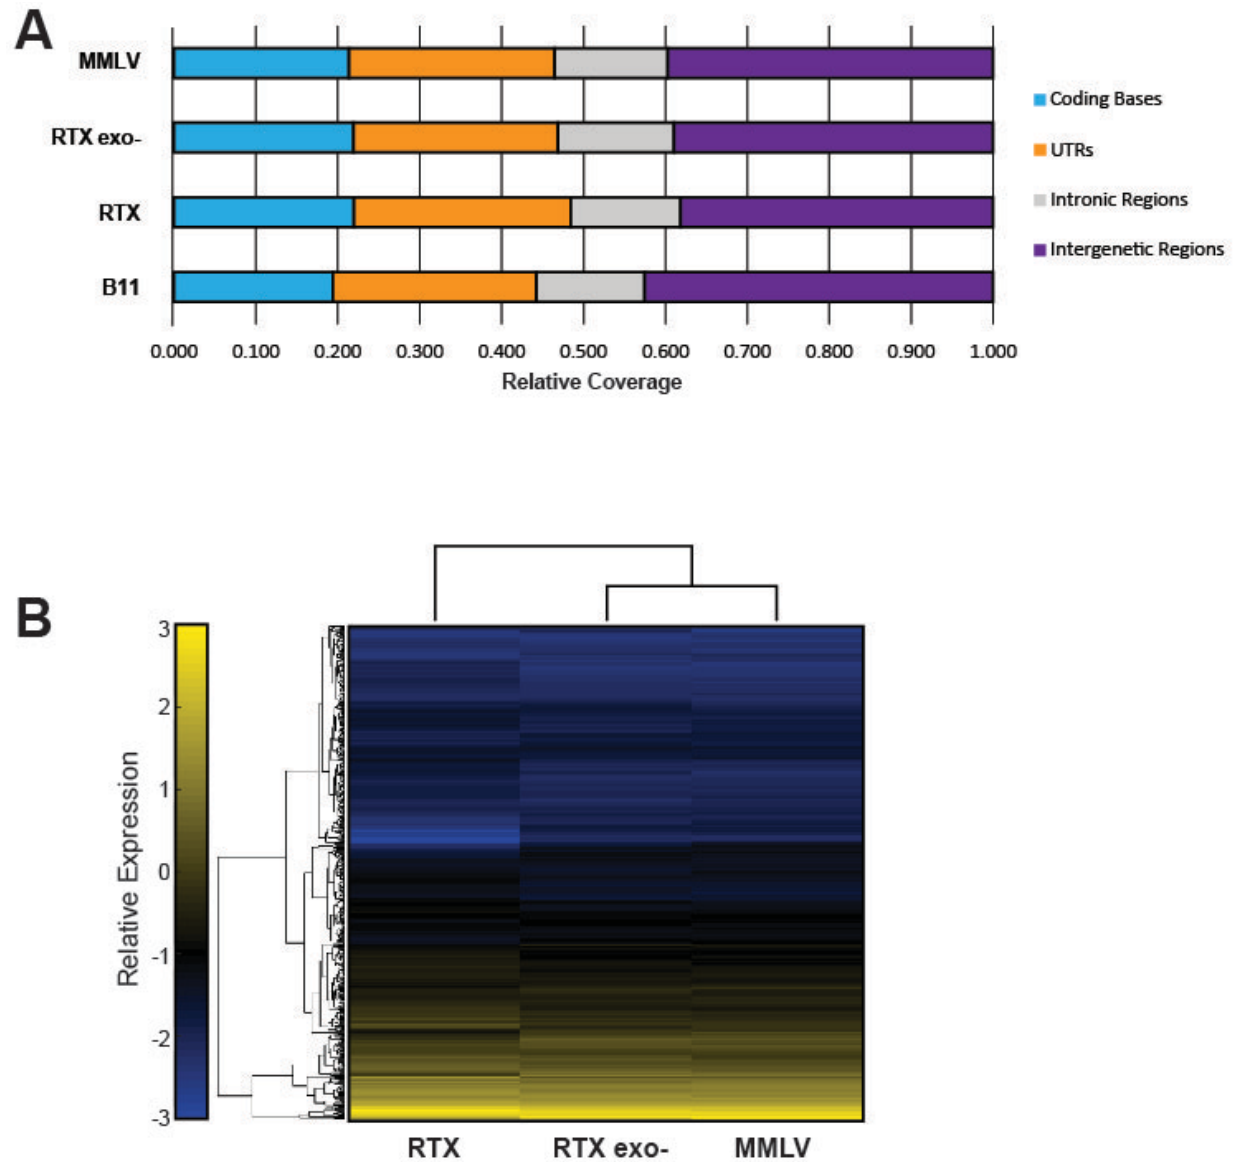 A
MMLV
RTX exo-
RTX
B11
0.000 0.100 0.200 0.300 0.400 0.500 0.600 0.700 0.800 0.900 1.000
Relative Coverage
Coding Bases
UTRs
Intronic Regions
Intergenetic Regions
B
3
2
1
0
-1
-2
-3
Relative Expression
RTX RTX exo- MMLV